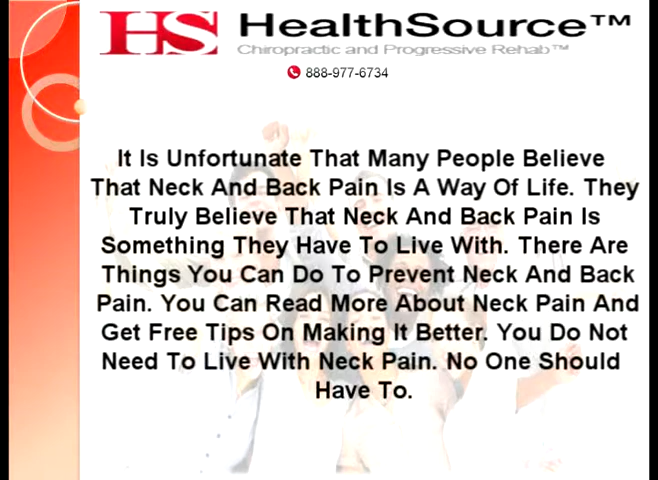 HS HealthSource™
Chiropractic and Progressive Rehab™
888-977-6734
It Is Unfortunate That Many People Believe
That Neck And Back Pain Is A Way Of Life. They
Truly Believe That Neck And Back Pain Is
Something They Have To Live With. There Are
Things You Can Do To Prevent Neck And Back
Pain. You Can Read More About Neck Pain And
Get Free Tips On Making It Better. You Do Not
Need To Live With Neck Pain. No One Should
Have To.